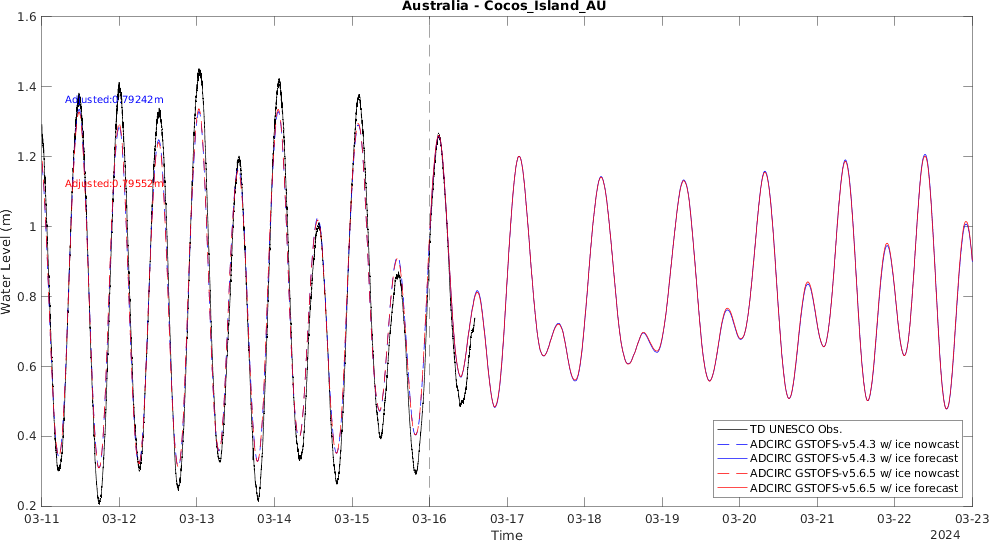 Australia - Cocos_Island_AU
1.6
1.4
1.2
1
0.8
0.6
0.4
0.2
Water Level (m)
Adjusted:0.79242m
Adjusted:0.79552m
TD UNESCO Obs.
ADCIRC GSTOFS-v5.4.3 w/ ice nowcast
ADCIRC GSTOFS-v5.4.3 w/ ice forecast
ADCIRC GSTOFS-v5.6.5 w/ ice nowcast
ADCIRC GSTOFS-v5.6.5 w/ ice forecast
03-11 03-12 03-13 03-14 03-15 03-16 03-17 03-18 03-19 03-20 03-21 03-22 03-23
Time
2024